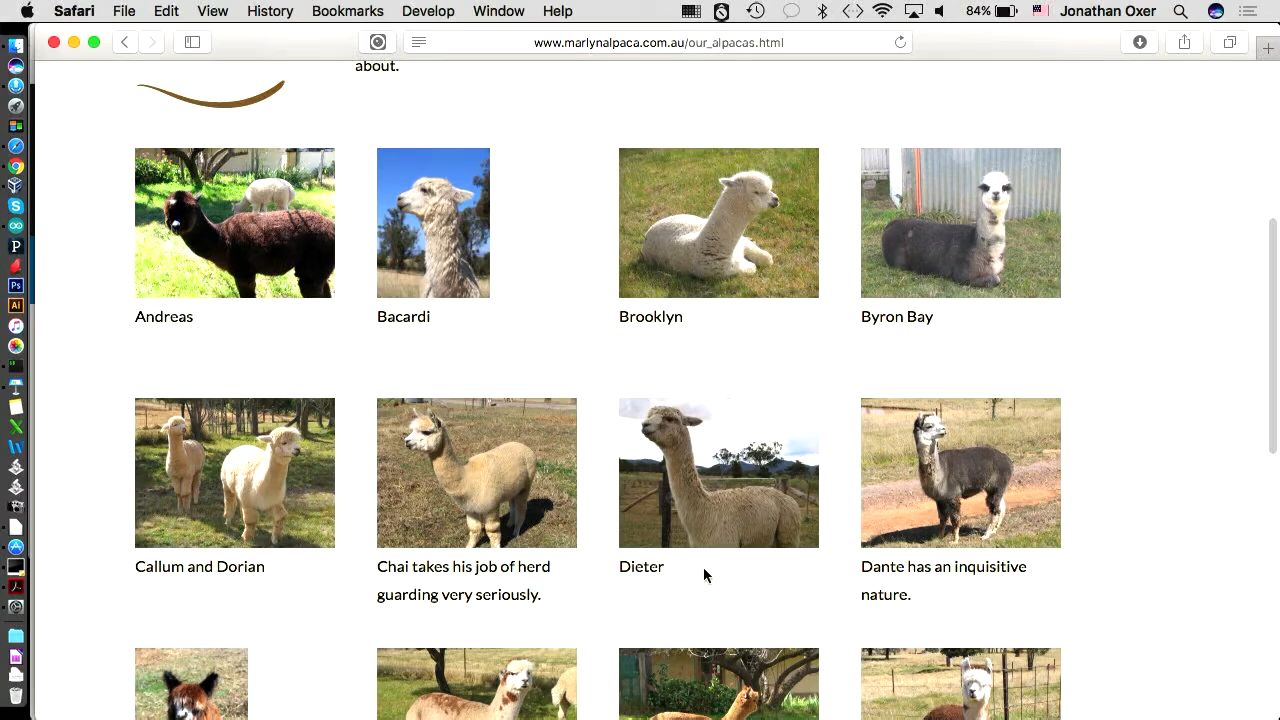 Safari File Edit View History Bookmarks Develop Window Help 84% Jonathan Oxer
www.marlynalpaca.com.au/our_alpacas.html
about.
Andreas Bacardi Brooklyn Byron Bay
Callum and Dorian
Chai takes his job of herd
guarding very seriously.
Dieter
Dante has an inquisitive
nature.
P
Ps
Ai